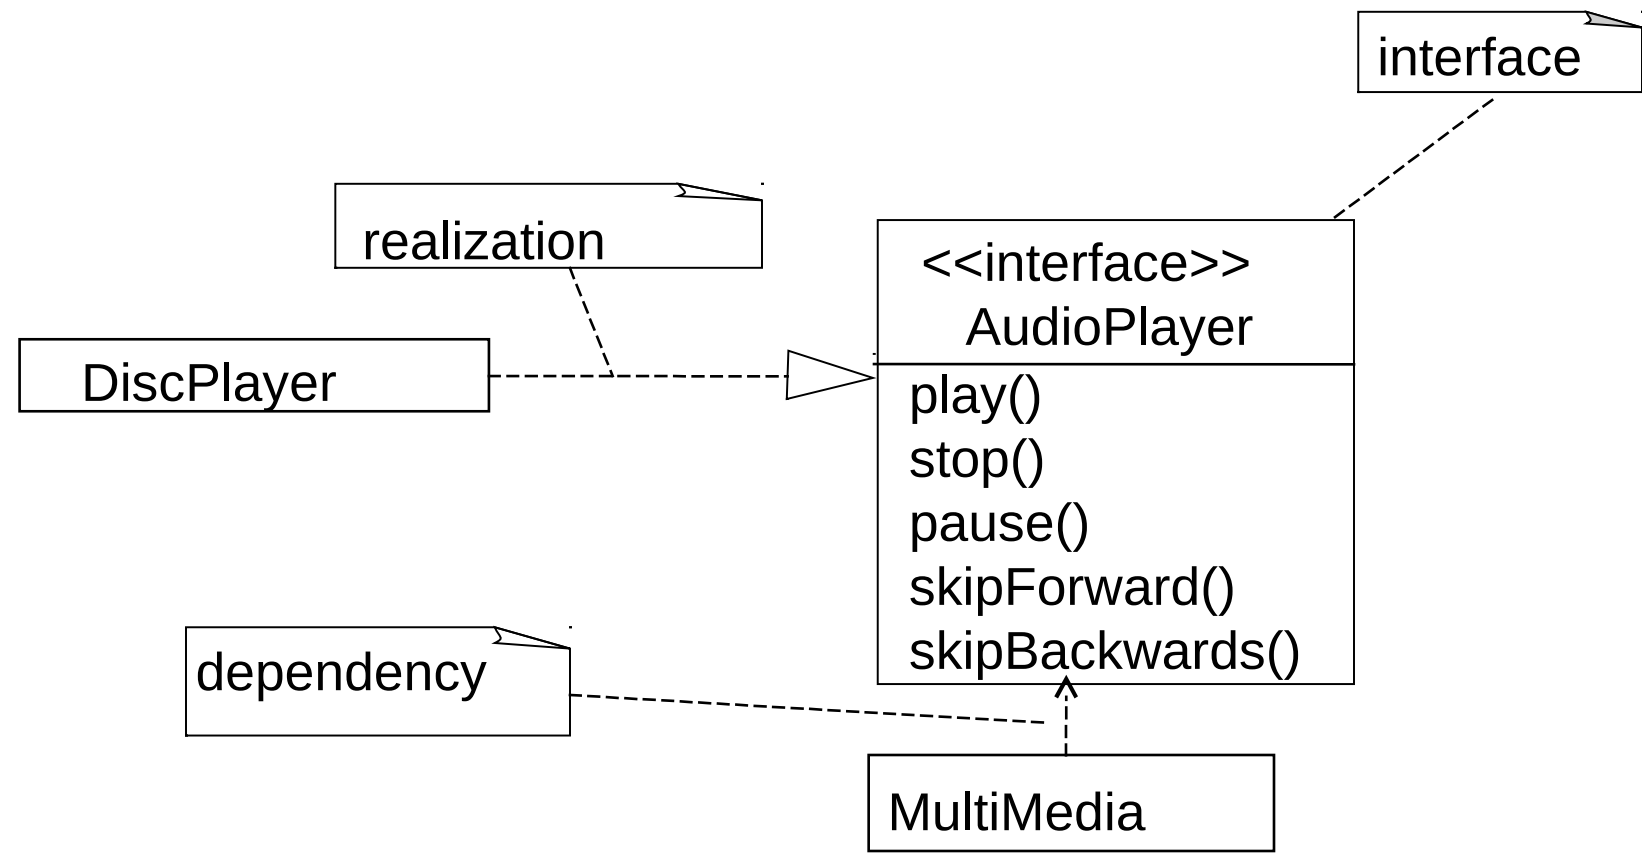 interface
realization
<<interface>>
AudioPlayer
DiscPlayer
play()
stop()
pause()
skipForward()
skipBackwards()
dependency
MultiMedia